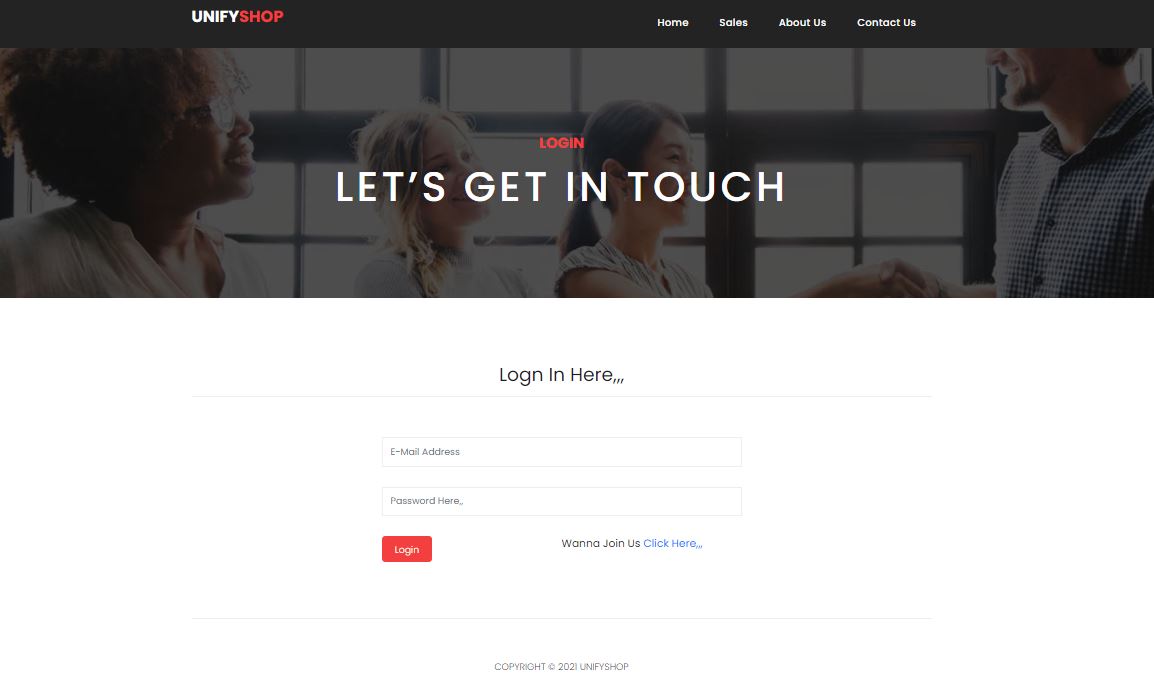 UNIFYSHOP
Home Sales About Us Contact Us
LOGIN
LET’S GET IN TOUCH
Logn In Here,,,
E-Mail Address
Password Here,,
Login
Wanna Join Us Click Here,,,
COPYRIGHT © 2021 UNIFYSHOP